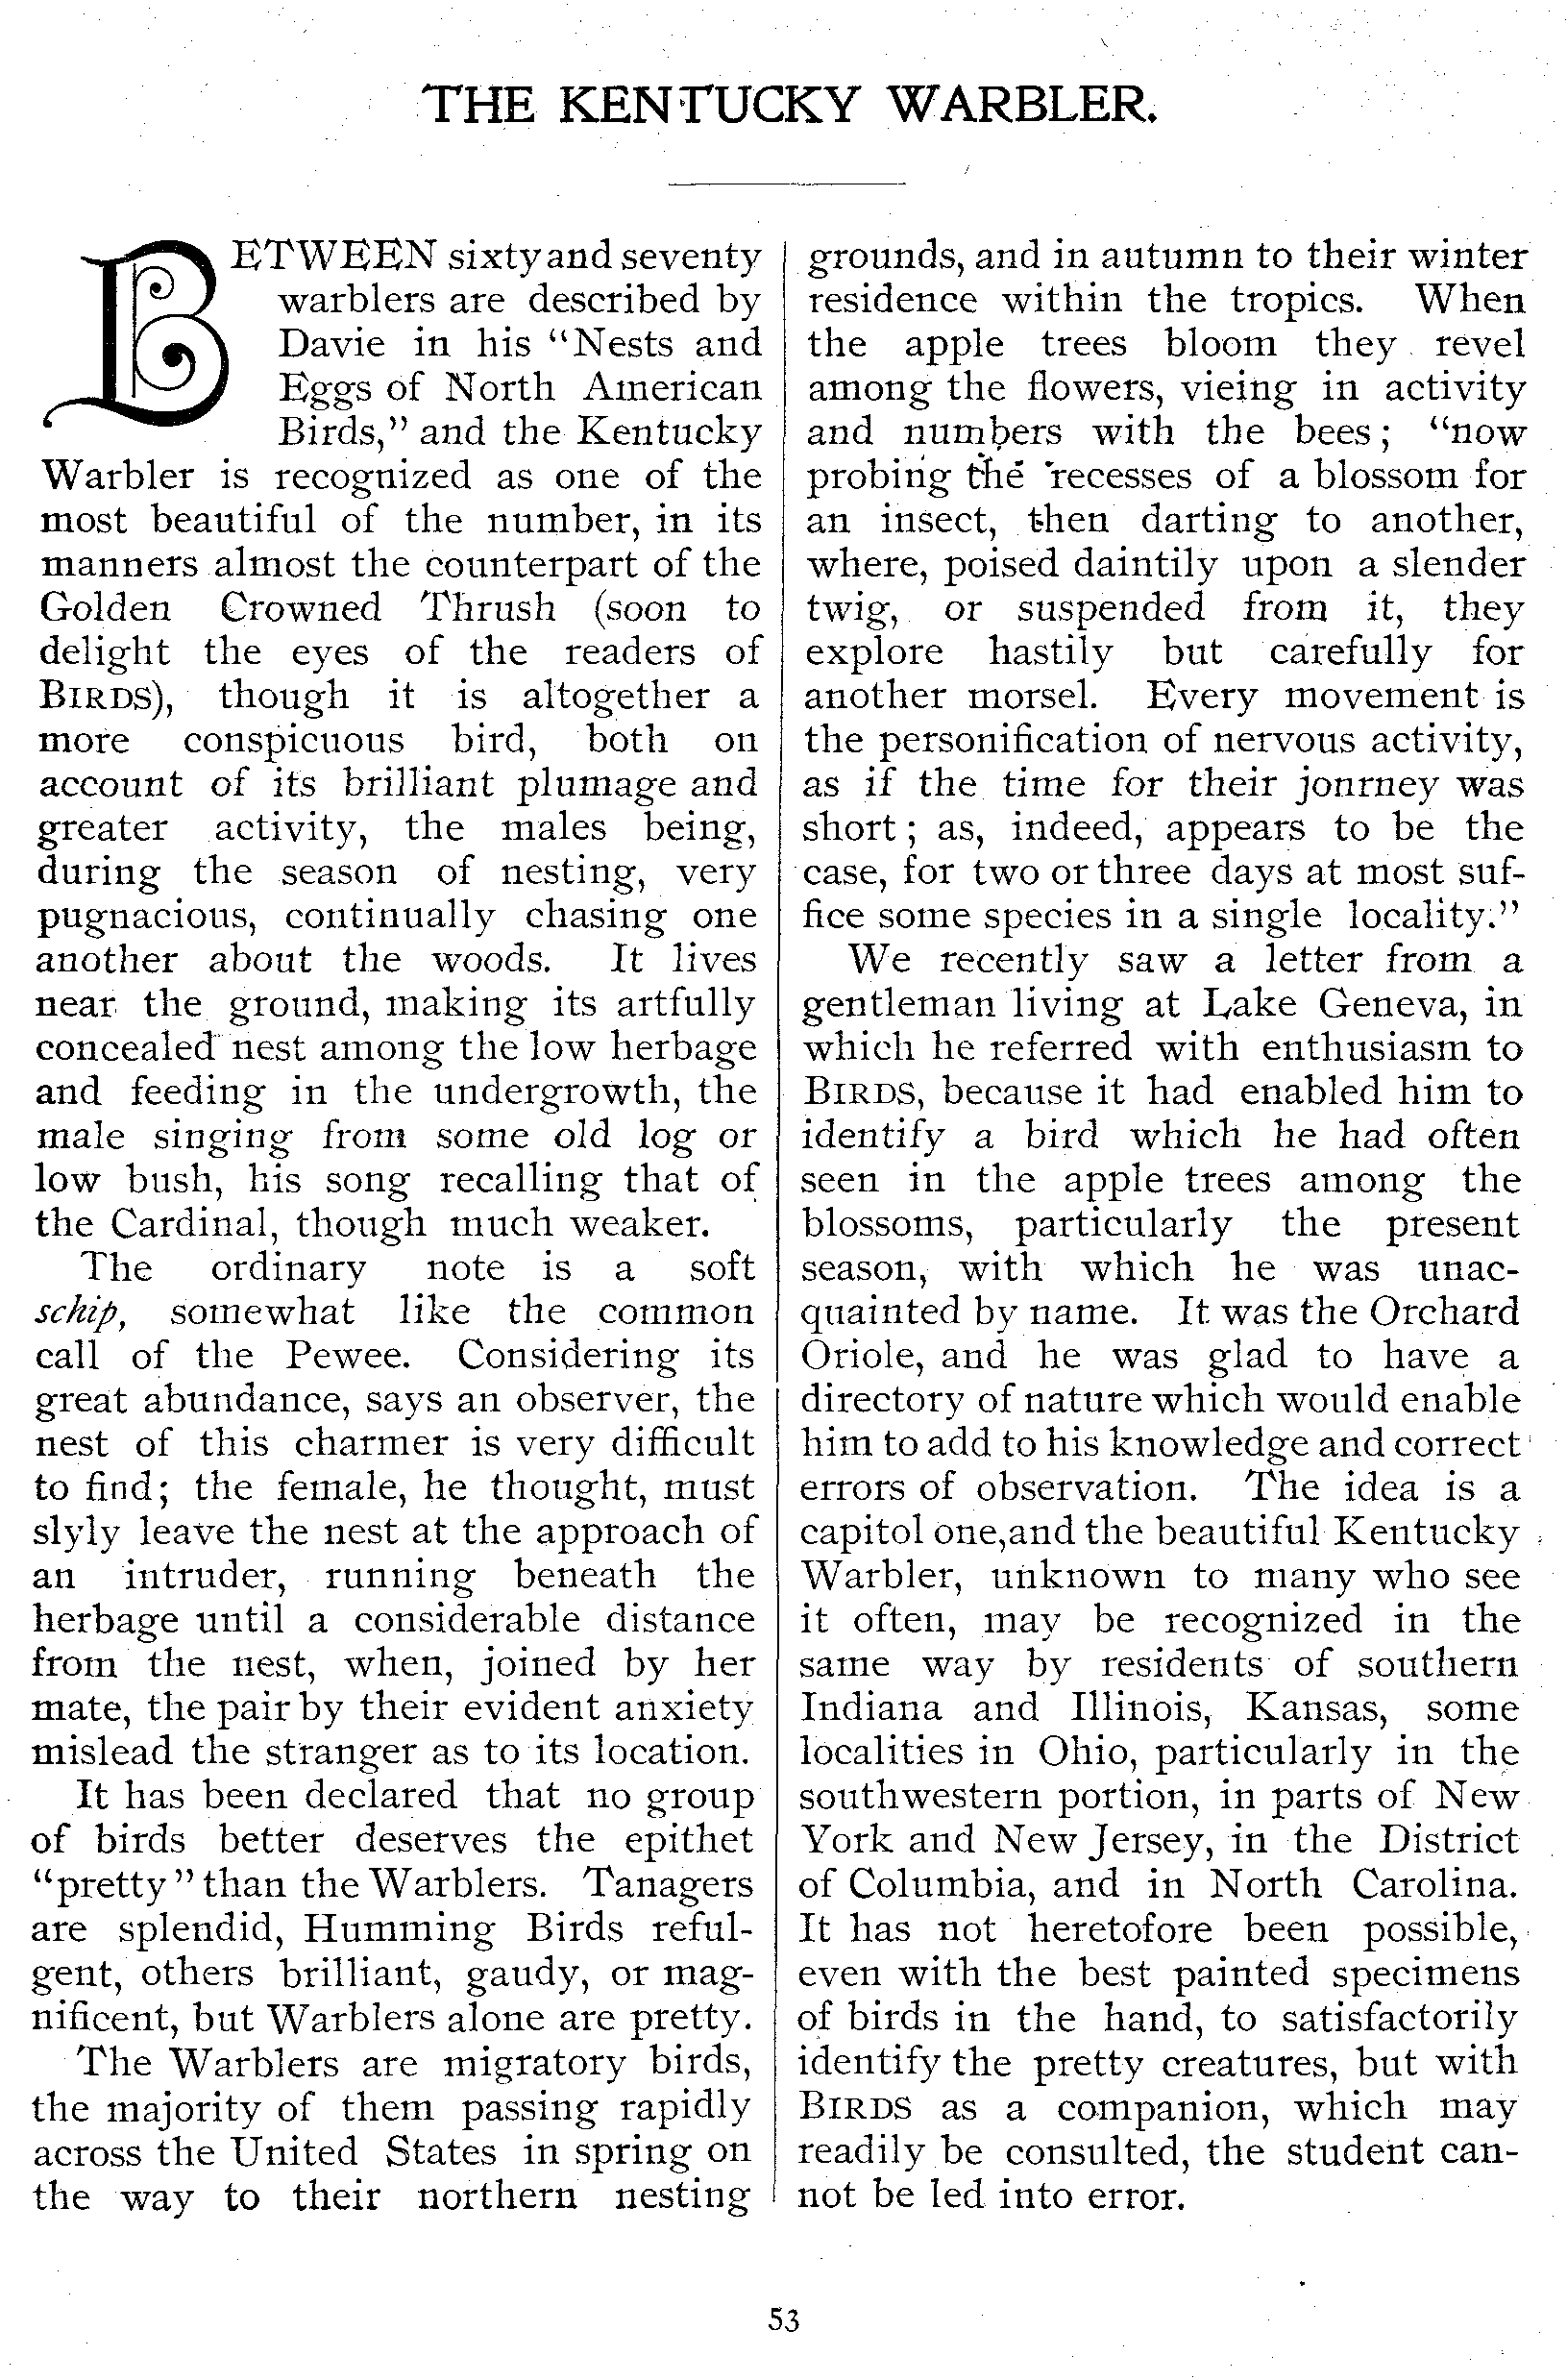 THE KENTUCKY WARBLER.
BETWEEN sixty and seventy
warblers are described by
Davie in his "Nests and
Eggs of North American
Birds," and the Kentucky
Warbler is recognized as one of the
most beautiful of the number, in its
manners almost the counterpart of the
Golden Crowned Thrush (soon to
delight the eyes of the readers of
BIRDS), though it is altogether a
more conspicuous bird, both on
account of its brilliant plumage and
greater activity, the males being,
during the season of nesting, very
pugnacious, continually chasing one
another about the woods. It lives
near the ground, making its artfully
concealed nest among the low herbage
and feeding in the undergrowth, the
male singing from some old log or
low bush, his song recalling that of
the Cardinal, though much weaker.
The ordinary note is a soft
schip, somewhat like the common
call of the Pewee. Considering its
great abundance, says an observer, the
nest of this charmer is very difficult
to find; the female, he thought, must
slyly leave the nest at the approach of
an intruder, running beneath the
herbage until a considerable distance
from the nest, when, joined by her
mate, the pair by their evident anxiety
mislead the stranger as to its location.
It has been declared that no group
of birds better deserves the epithet
"pretty" than the Warblers. Tanagers
are splendid, Humming Birds reful-
gent, others brilliant, gaudy, or mag-
nificent, but Warblers alone are pretty.
The Warblers are migratory birds,
the majority of them passing rapidly
across the United States in spring on
the way to their northern nesting
grounds, and in autumn to their winter
residence within the tropics. When
the apple trees bloom they revel
among the flowers, vieing in activity
and numbers with the bees; "now
probing the recesses of a blossom for
an insect, then darting to another,
where, poised daintily upon a slender
twig, or suspended from it, they
explore hastily but carefully for
another morsel. Every movement is
the personification of nervous activity,
as if the time for their jonrney was
short; as, indeed, appears to be the
case, for two or three days at most suf-
fice some species in a single locality."
We recently saw a letter from a
gentleman living at Lake Geneva, in
which he referred with enthusiasm to
BIRDS, because it had enabled him to
identify a bird which he had often
seen in the apple trees among the
blossoms, particularly the present
season, with which he was unac-
quainted by name. It was the Orchard
Oriole, and he was glad to have a
directory of nature which would enable
him to add to his knowledge and correct
errors of observation. The idea is a
capitol one,and the beautiful Kentucky
Warbler, unknown to many who see
it often, may be recognized in the
same way by residents of southern
Indiana and Illinois, Kansas, some
localities in Ohio, particularly in the
southwestern portion, in parts of New
York and New Jersey, in the District
of Columbia, and in North Carolina.
It has not heretofore been possible,
even with the best painted specimens
of birds in the hand, to satisfactorily
identify the pretty creatures, but with
BIRDS as a companion, which may
readily be consulted, the student can-
not be led into error.
53